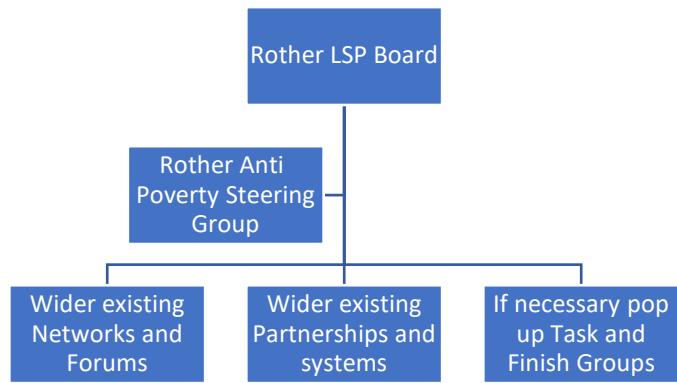 Rother LSP Board
Rother Anti
Poverty Steering
Group
Wider existing
Networks and
Forums
Wider existing
Partnerships and
systems
If necessary pop
up Task and
Finish Groups